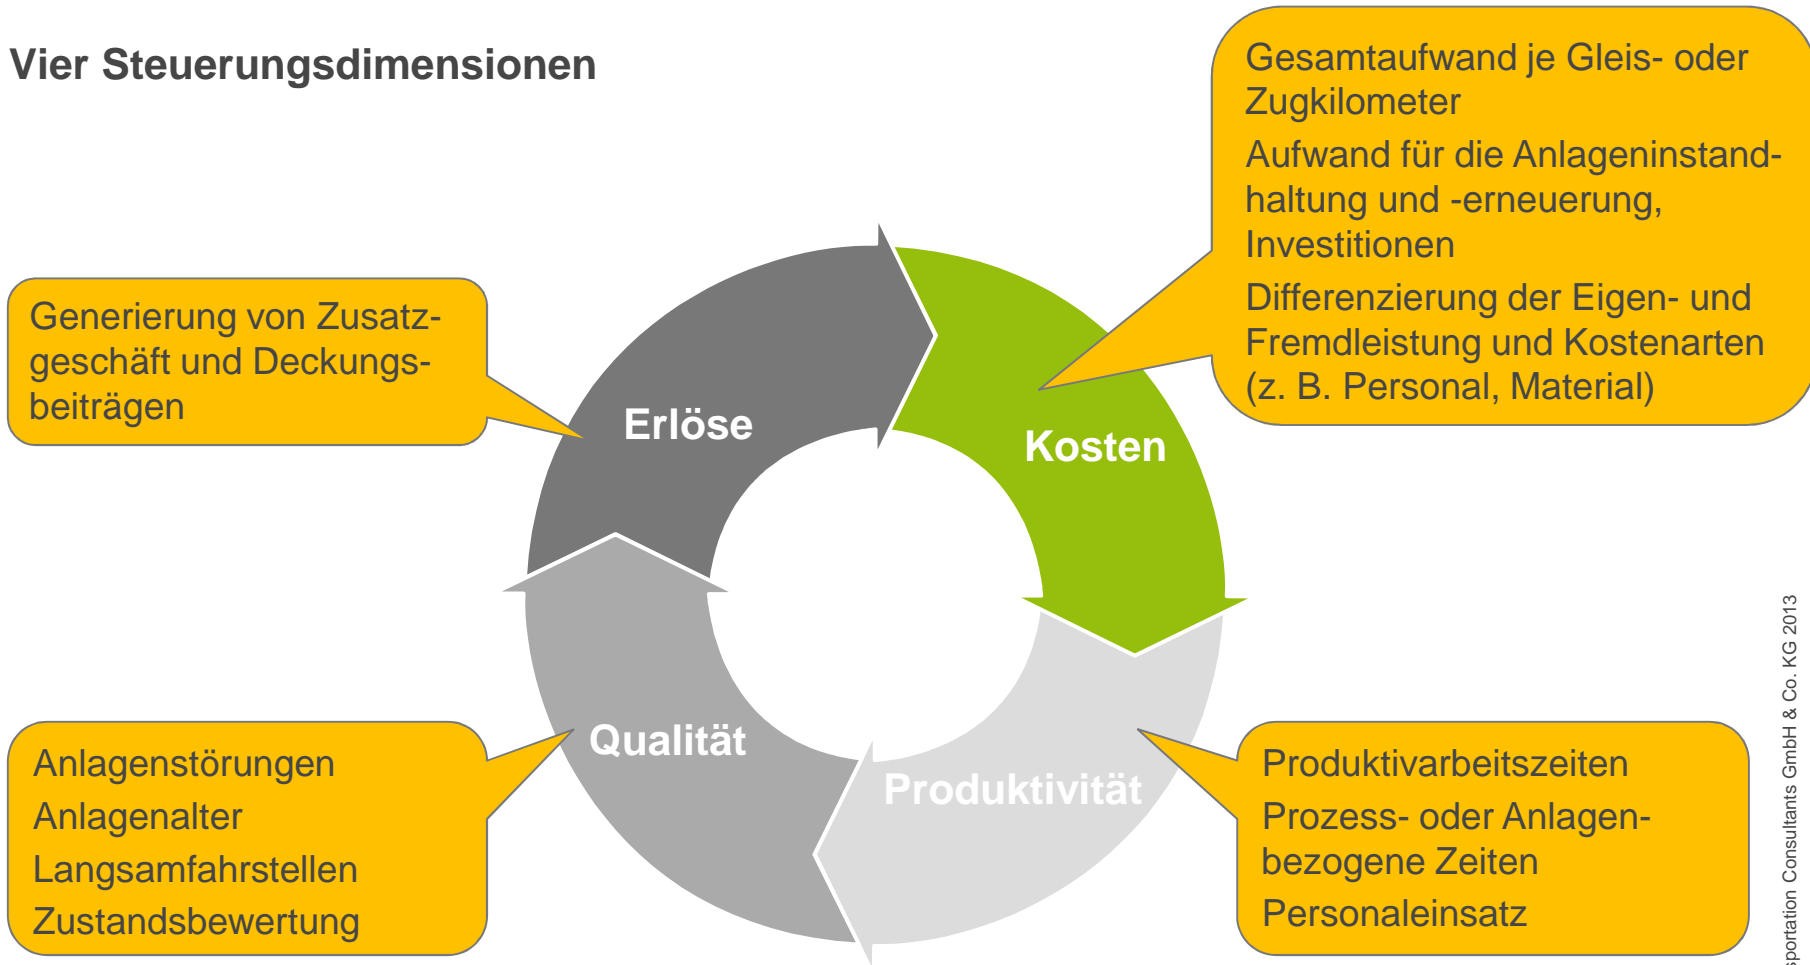 Vier Steuerungsdimensionen
Gesamtaufwand je Gleis- oder
Zugkilometer
Aufwand für die Anlageninstand-
haltung und -erneuerung,
Investitionen
Differenzierung der Eigen- und
Fremdleistung und Kostenarten
(z. B. Personal, Material)
Generierung von Zusatz-
geschäft und Deckungs-
beiträgen
Erlöse
Kosten
Qualität
Produktivität
Anlagenstörungen
Anlagenalter
Langsamfahrstellen
Zustandsbewertung
Produktivarbeitszeiten
Prozess- oder Anlagen-
bezogene Zeiten
Personaleinsatz
Consultants GmbH & Co. KG 2013